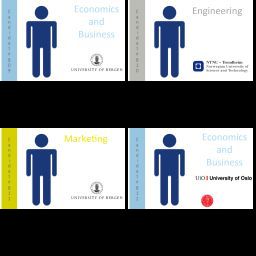 Economics
and
Business
UNIVERSITY OF BERGEN
Engineering
NTNU – Trondheim
Norwegian University of
Science and Technology
Marketing
UNIVERSITY OF BERGEN
Economics
and
Business
UiO
University of Oslo